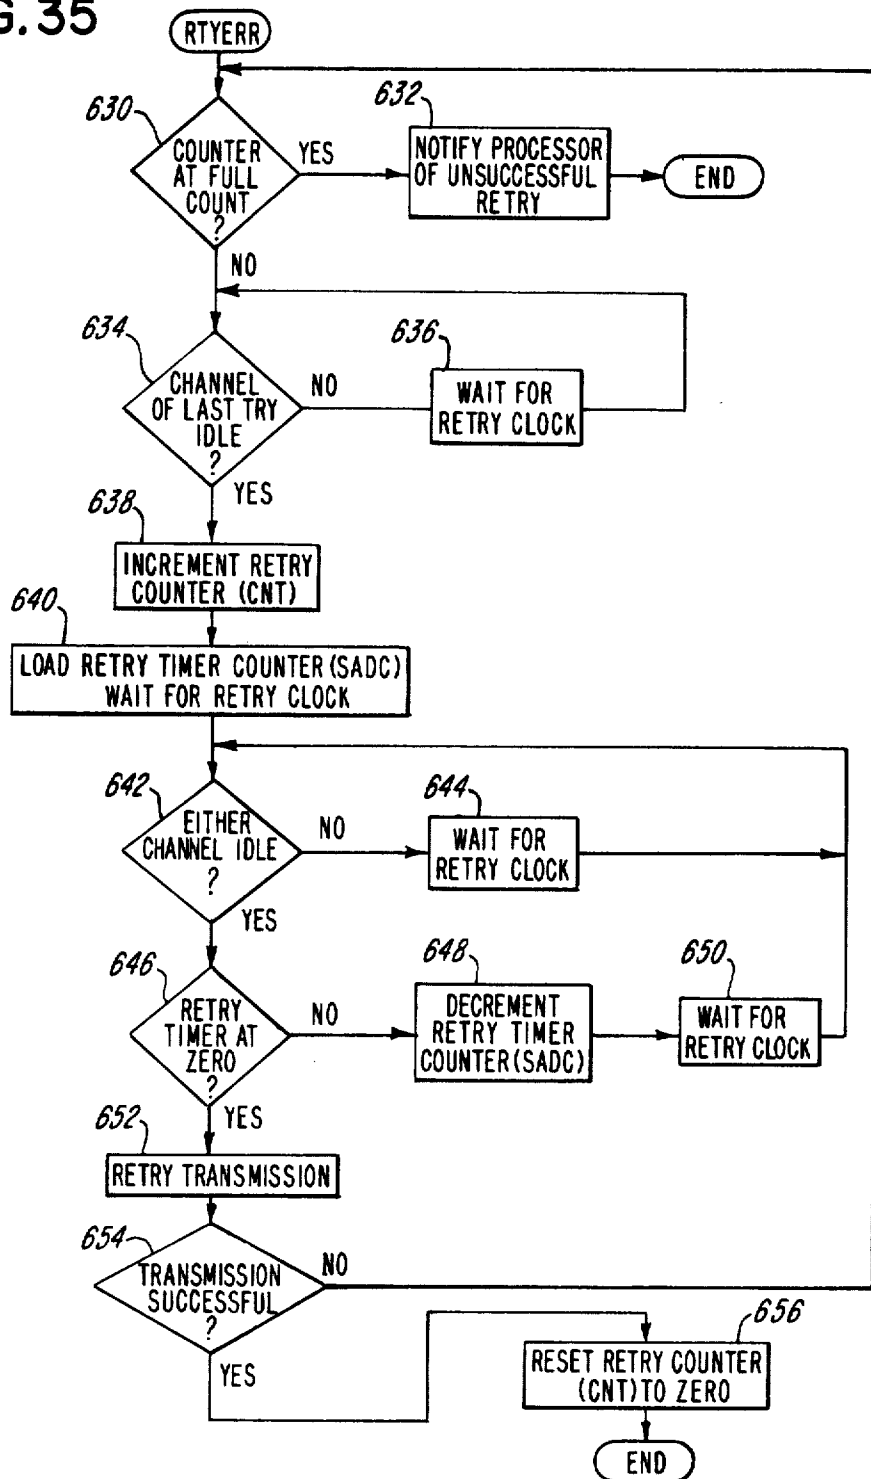 G.35
RTYERR
630
COUNTER
AT FULL
COUNT
?
YES
632
NOTIFY PROCESSOR
OF UNSUCCESSFUL
RETRY
END
NO
634
CHANNEL
OF LAST TRY
IDLE
?
NO
636
WAIT FOR
RETRY CLOCK
YES
638
INCREMENT RETRY
COUNTER (CNT)
640
LOAD RETRY TIMER COUNTER (SADC)
WAIT FOR RETRY CLOCK
642
EITHER
CHANNEL IDLE
?
NO
644
WAIT FOR
RETRY CLOCK
YES
646
RETRY
TIMER AT
ZERO
?
NO
648
DECREMENT
RETRY TIMER
COUNTER (SADC)
650
WAIT FOR
RETRY CLOCK
YES
652
RETRY TRANSMISSION
654
TRANSMISSION
SUCCESSFUL
?
NO
YES
656
RESET RETRY COUNTER
(CNT) TO ZERO
END